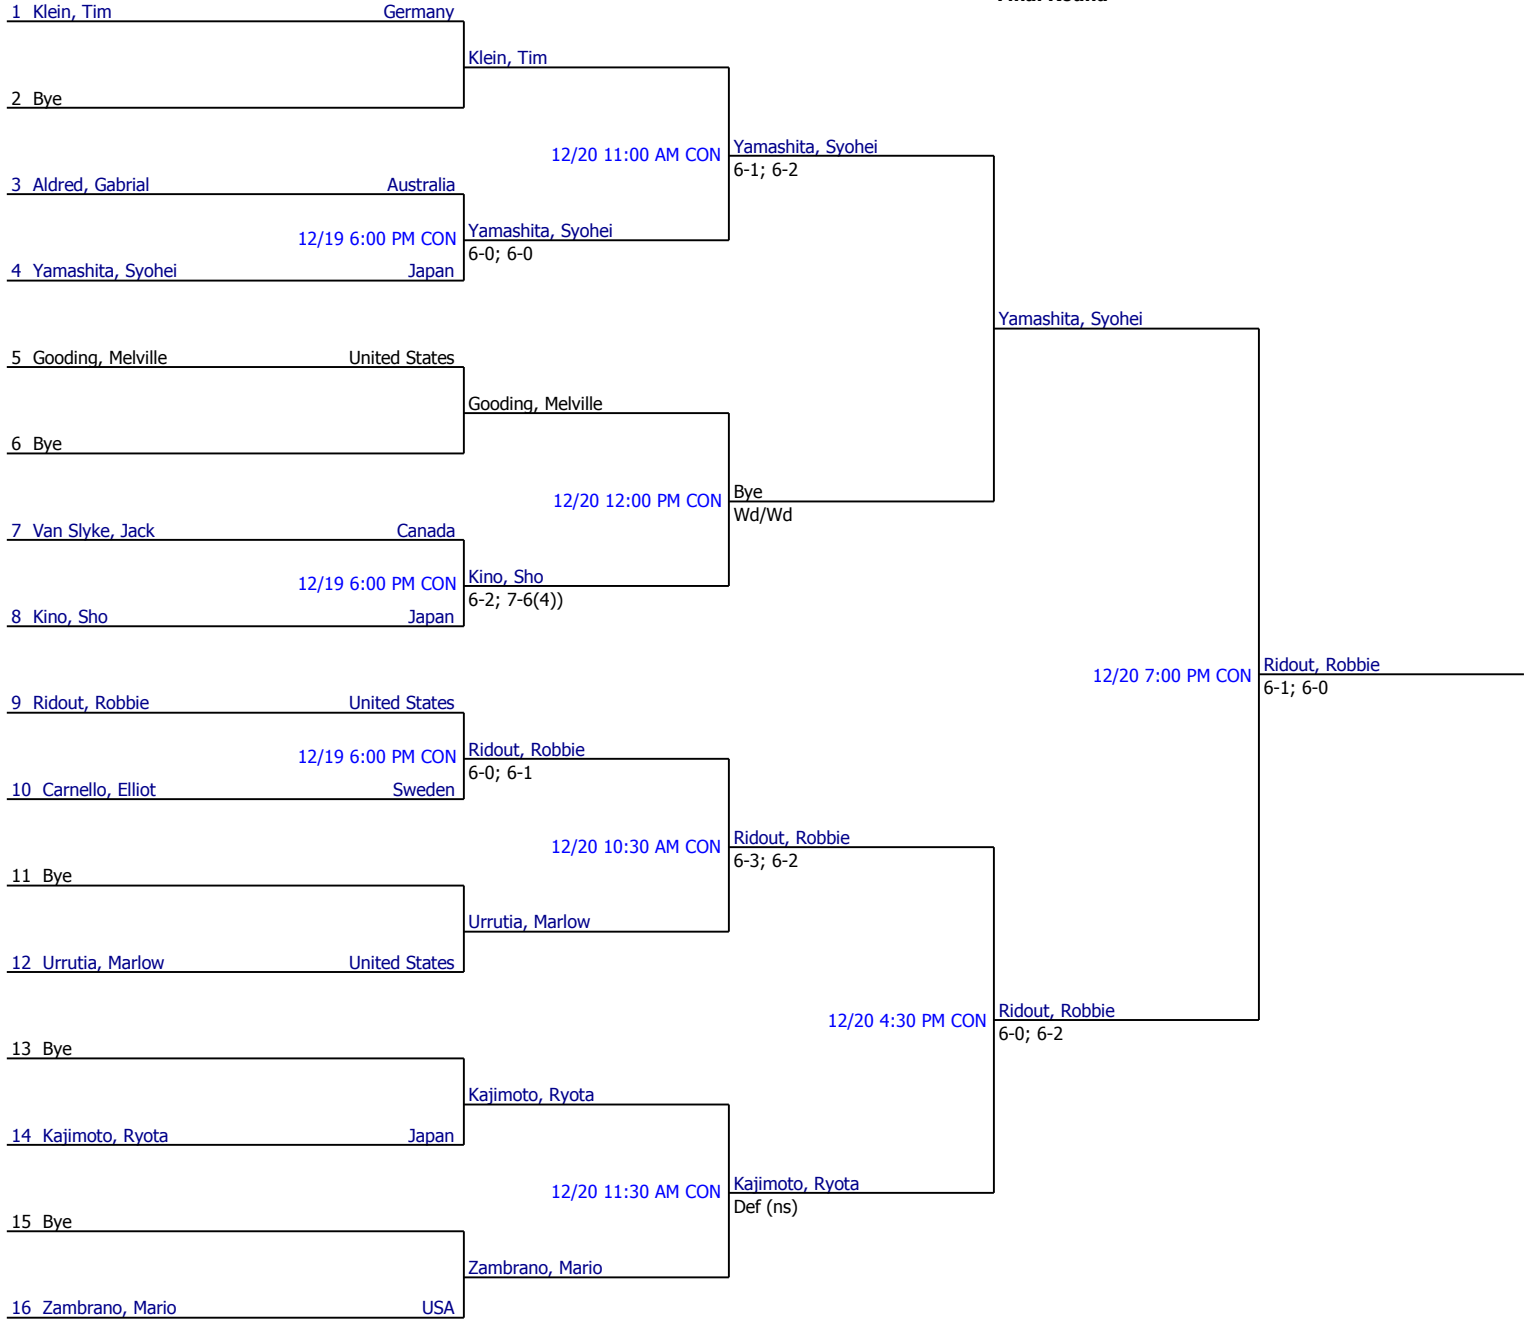 1 Klein, Tim Germany
Klein, Tim
2 Bye
12/20 11:00 AM CON
Yamashita, Syohei
6-1; 6-2
3 Aldred, Gabrial Australia
12/19 6:00 PM CON
Yamashita, Syohei
6-0; 6-0
4 Yamashita, Syohei Japan
Yamashita, Syohei
5 Gooding, Melville United States
Gooding, Melville
6 Bye
12/20 12:00 PM CON
Bye
Wd/Wd
7 Van Slyke, Jack Canada
12/19 6:00 PM CON
Kino, Sho
6-2; 7-6(4))
8 Kino, Sho Japan
12/20 7:00 PM CON
Ridout, Robbie
6-1; 6-0
9 Ridout, Robbie United States
12/19 6:00 PM CON
Ridout, Robbie
6-0; 6-1
10 Carnello, Elliot Sweden
12/20 10:30 AM CON
Ridout, Robbie
6-3; 6-2
11 Bye
Urrutia, Marlow
12 Urrutia, Marlow United States
12/20 4:30 PM CON
Ridout, Robbie
6-0; 6-2
13 Bye
Kajimoto, Ryota
14 Kajimoto, Ryota Japan
12/20 11:30 AM CON
Kajimoto, Ryota
Def (ns)
15 Bye
Zambrano, Mario
16 Zambrano, Mario USA